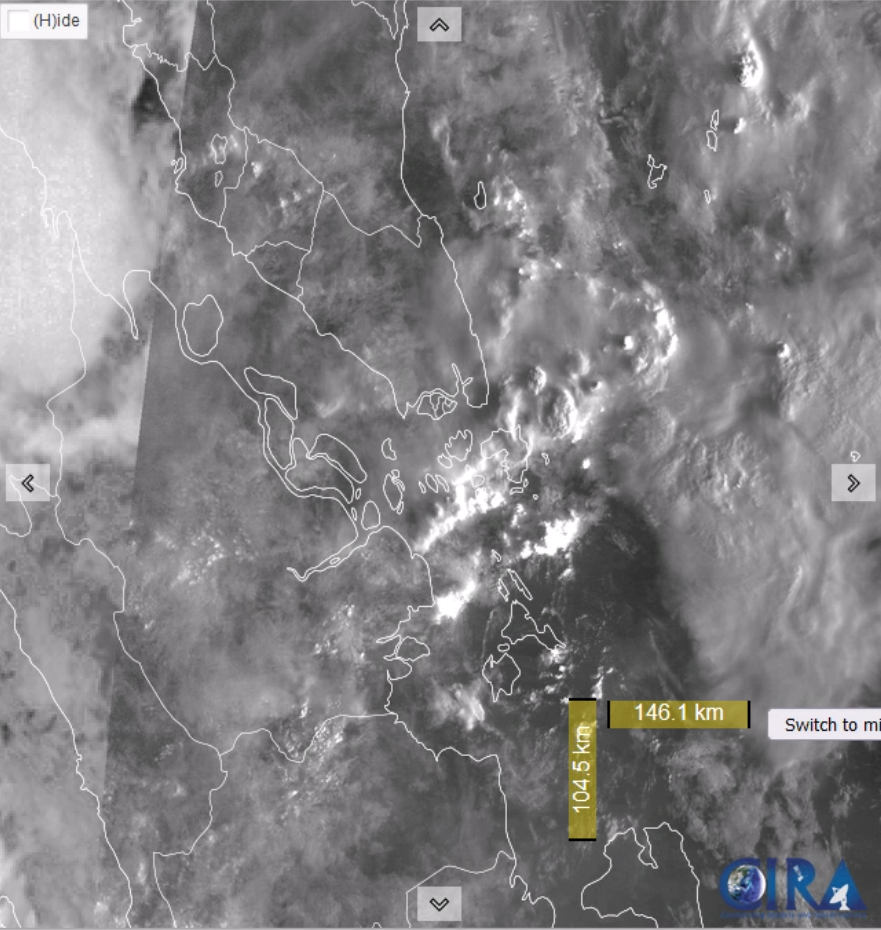 (H)ide
146.1 km
Switch to mi
104.5 km
CIRA